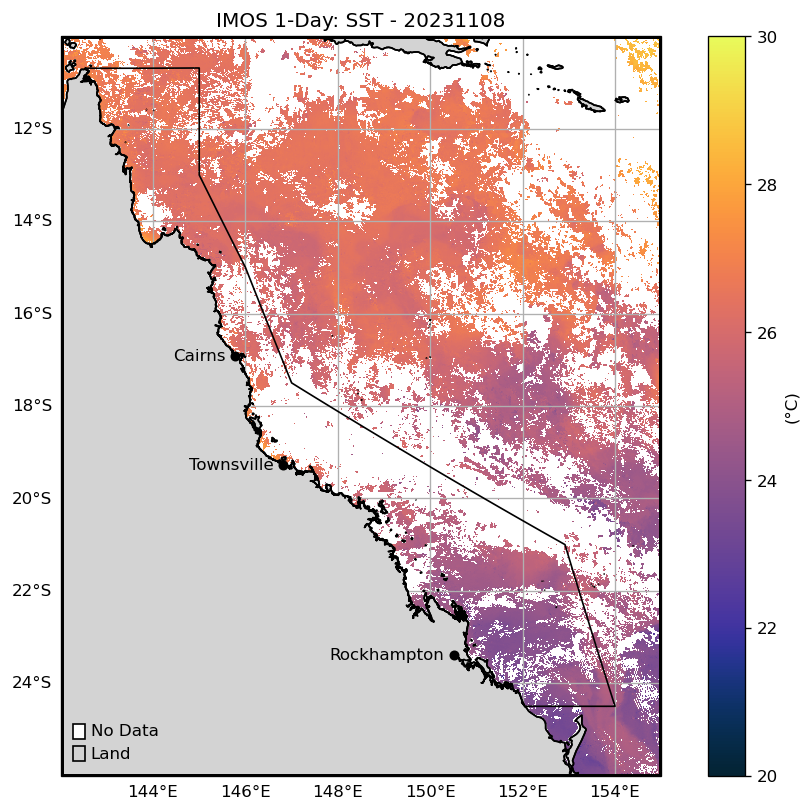 IMOS 1-Day: SST - 20231108
30
12°S
28
14°S
16°S
26
Cairns
18°S
(°C)
Townsville
24
20°S
22°S
22
Rockhampton
24°S
No Data
Land
20
144°E 146°E 148°E 150°E 152°E 154°E